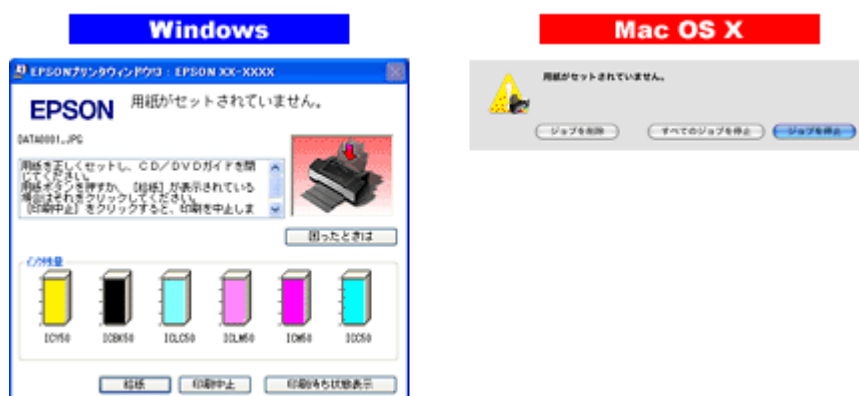 Windows
Mac OS X
EPSONプリンタウィンドウ!3 : EPSON XX-XXXX
EPSON
用紙がセットされていません。
DATA0001.JPG
用紙を正しくセットし、CD/DVDガイドを閉
じてください。
用紙ボタンを押すか、[給紙]が表示されている
場合はそれをクリックしてください。
[印刷中止]をクリックすると、印刷を中止しま
困ったときは
インク残量
ICY50
ICBK50
ICLC50
ICLM50
ICM50
ICC50
給紙
印刷中止
印刷待ち状態表示
用紙がセットされていません。
ジョブを削除
すべてのジョブを停止
ジョブを停止